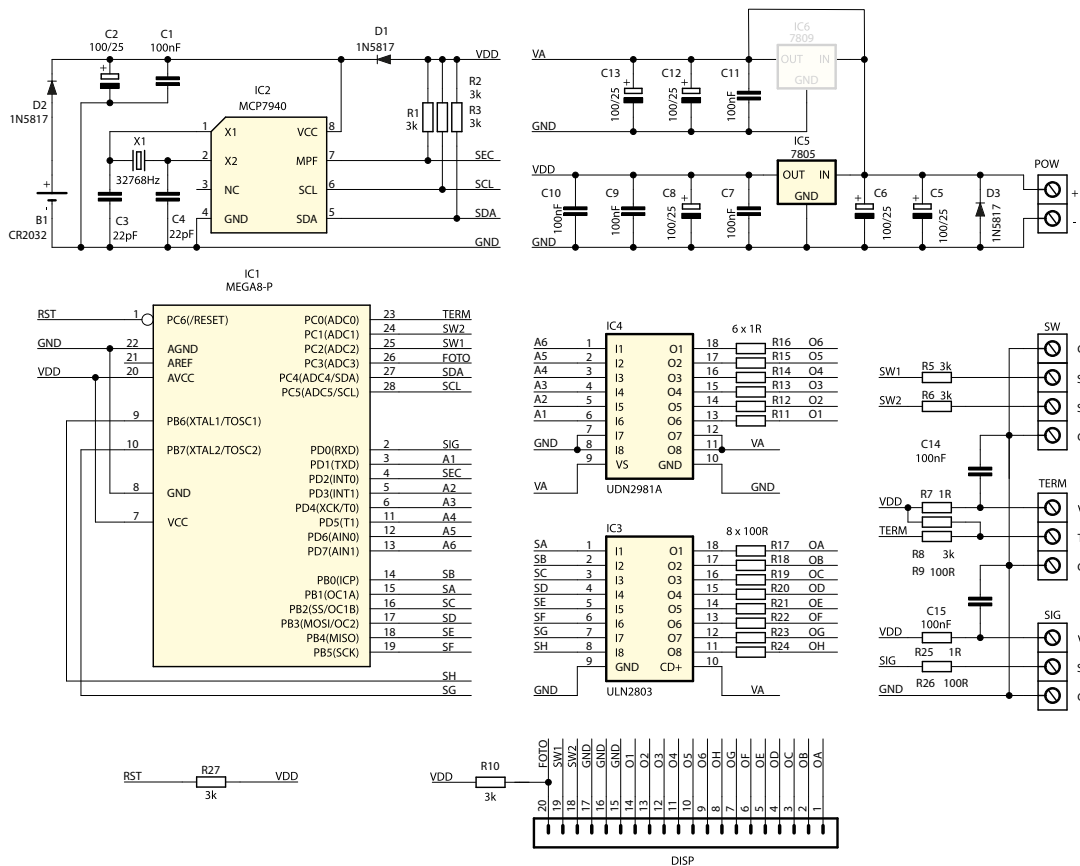 C2
100/25
C1
100nF
D1
1N5817
VDD
D2
1N5817
+
+
-
B1
CR2032
X1
32768Hz
C3
22pF
C4
22pF
IC2
MCP7940
1 X1 VCC 8
2 X2 MPF 7
3 NC SCL 6
4 GND SDA 5
R1
3k
R2
3k
R3
3k
SEC
SCL
SDA
GND
VA
C13
+
100/25
C12
+
100/25
C11
100nF
IC6
7809
OUT IN
GND
GND
VDD
IC5
7805
OUT IN
GND
C10
100nF
C9
100nF
C8
+
100/25
C7
100nF
C6
+
100/25
C5
+
100/25
D3
1N5817
GND
POW
+
-
IC1
MEGA8-P
RST 1 PC6(/RESET)
GND 22 AGND
21 AREF
VDD 20 AVCC
9 PB6(XTAL1/TOSC1)
10 PB7(XTAL2/TOSC2)
8 GND
7 VCC
PC0(ADC0) 23 TERM
PC1(ADC1) 24 SW2
PC2(ADC2) 25 SW1
PC3(ADC3) 26 FOTO
PC4(ADC4/SDA) 27 SDA
PC5(ADC5/SCL) 28 SCL
PD0(RXD) 2 SIG
PD1(TXD) 3 A1
PD2(INT0) 4 SEC
PD3(INT1) 5 A2
PD4(XCK/T0) 6 A3
PD5(T1) 11 A4
PD6(AIN0) 12 A5
PD7(AIN1) 13 A6
PB0(ICP) 14 SB
PB1(OC1A) 15 SA
PB2(SS/OC1B) 16 SC
PB3(MOSI/OC2) 17 SD
PB4(MISO) 18 SE
PB5(SCK) 19 SF
SH
SG
IC4
6 x 1R
A6 1 I1 O1 18 R16 O6
A5 2 I2 O2 17 R15 O5
A4 3 I3 O3 16 R14 O4
A3 4 I4 O4 15 R13 O3
A2 5 I5 O5 14 R12 O2
A1 6 I6 O6 13 R11 O1
7 I7 O7 12
GND 8 I8 O8 11 VA
9 VS GND 10
VA GND
UDN2981A
IC3
8 x 100R
SA 1 I1 O1 18 R17 OA
SB 2 I2 O2 17 R18 OB
SC 3 I3 O3 16 R19 OC
SD 4 I4 O4 15 R20 OD
SE 5 I5 O5 14 R21 OE
SF 6 I6 O6 13 R22 OF
SG 7 I7 O7 12 R23 OG
SH 8 I8 O8 11 R24 OH
9 GND CD+ 10
GND VA
ULN2803
SW
SW1 R5 3k
SW2 R6 3k
C14
100nF
TERM
VDD R7 1R
TERM
R8 3k
R9 100R
C15
100nF
SIG
VDD
R25 1R
SIG
R26 100R
GND
RST R27 VDD
3k
VDD R10
3k
FOTO SW1 SW2 GND GND GND O1 O2 O3 O4 O5 O6 OH OG OF OE OD OC OB OA
20 19 18 17 16 15 14 13 12 11 10 9 8 7 6 5 4 3 2 1
DISP